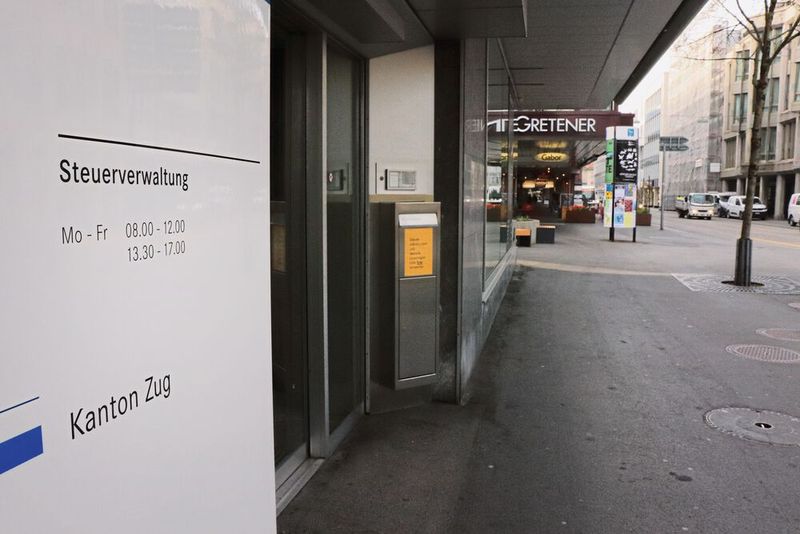 Steuerverwaltung
Mo - Fr 08.00 - 12.00
13.30 - 17.00
Kanton Zug
GRETENER
Gabor